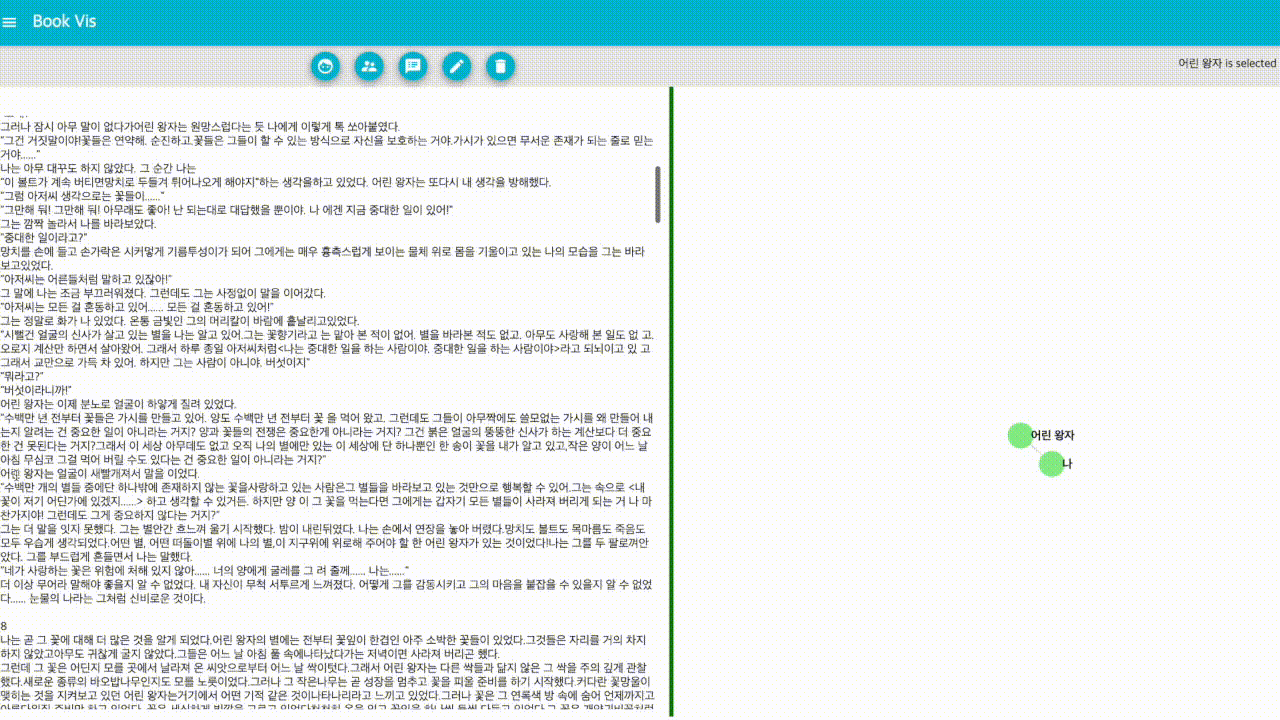 Book Vis
어린 왕자 is selected
그러나 잠시 아무 말이 없다가어린 왕자는 원망스럽다는 듯 나에게 이렇게 톡 쏘아붙였다.
"그건 거짓말이야!꽃들은 연약해. 순진하고.꽃들은 그들이 할 수 있는 방식으로 자신을 보호하는 거야.가시가 있으면 무서운 존재가 되는 줄로 믿는
거야......"
나는 아무 대꾸도 하지 않았다. 그 순간 나는
"이 볼트가 계속 버티면망치로 두들겨 튀어나오게 해야지"하는 생각을하고 있었다. 어린 왕자는 또다시 내 생각을 방해했다.
"그럼 아저씨 생각으로는 꽃들이......"
"그만해 둬! 그만해 둬! 아무래도 좋아! 난 되는대로 대답했을 뿐이야. 나 에겐 지금 중대한 일이 있어!"
그는 깜짝 놀라서 나를 바라보았다.
"중대한 일이라고?"
망치를 손에 들고 손가락은 시커멓게 기름투성이가 되어 그에게는 매우 흉측스럽게 보이는 물체 위로 몸을 기울이고 있는 나의 모습을 그는 바라
보고있었다.
"아저씨는 어른들처럼 말하고 있잖아!"
그 말에 나는 조금 부끄러워졌다. 그런데도 그는 사정없이 말을 이어갔다.
"아저씨는 모든 걸 혼동하고 있어...... 모든 걸 혼동하고 있어!"
그는 정말로 화가 나 있었다. 온통 금빛인 그의 머리칼이 바람에 흩날리고있었다.
"시뻘건 얼굴의 신사가 살고 있는 별을 나는 알고 있어.그는 꽃향기라고 는 맡아 본 적이 없어. 별을 바라본 적도 없고. 아무도 사랑해 본 일도 없 고.
오로지 계산만 하면서 살아왔어. 그래서 하루 종일 아저씨처럼<나는 중대한 일을 하는 사람이야, 중대한 일을 하는 사람이야>라고 되뇌이고 있 고
그래서 교만으로 가득 차 있어. 하지만 그는 사람이 아니야. 버섯이지"
"뭐라고?"
"버섯이라니까!"
어린 왕자는 이제 분노로 얼굴이 하얗게 질려 있었다.
"수백만 년 전부터 꽃들은 가시를 만들고 있어. 양도 수백만 년 전부터 꽃 을 먹어 왔고. 그런데도 그들이 아무짝에도 쓸모없는 가시를 왜 만들어 내
는지 알려는 건 중요한 일이 아니라는 거지? 양과 꽃들의 전쟁은 중요한게 아니라는 거지? 그건 붉은 얼굴의 뚱뚱한 신사가 하는 계산보다 더 중요
한 건 못된다는 거지?그래서 이 세상 아무데도 없고 오직 나의 별에만 있는 이 세상에 단 하나뿐인 한 송이 꽃을 내가 알고 있고,작은 양이 어느 날
아침 무심코 그걸 먹어 버릴 수도 있다는 건 중요한 일이 아니라는 거지?"
어린 왕자는 얼굴이 새빨개져서 말을 이었다.
"수백만 개의 별들 중에단 하나밖에 존재하지 않는 꽃을사랑하고 있는 사람은그 별들을 바라보고 있는 것만으로 행복할 수 있어.그는 속으로 <내
꽃이 저기 어딘가에 있겠지......> 하고 생각할 수 있거든. 하지만 양 이 그 꽃을 먹는다면 그에게는 갑자기 모든 별들이 사라져 버리게 되는 거 나 마
찬가지야! 그런데도 그게 중요하지 않다는 거지?"
그는 더 말을 잇지 못했다. 그는 별안간 흐느껴 울기 시작했다. 밤이 내린뒤였다. 나는 손에서 연장을 놓아 버렸다.망치도 볼트도 목마름도 죽음도
모두 우습게 생각되었다.어떤 별, 어떤 떠돌이별 위에 나의 별,이 지구위에 위로해 주어야 할 한 어린 왕자가 있는 것이었다!나는 그를 두 팔로껴안
았다. 그를 부드럽게 흔들면서 나는 말했다.
"네가 사랑하는 꽃은 위험에 처해 있지 않아...... 너의 양에게 굴레를 그 려 줄께...... 나는......"
더 이상 무어라 말해야 좋을지 알 수 없었다. 내 자신이 무척 서투르게 느껴졌다. 어떻게 그를 감동시키고 그의 마음을 붙잡을 수 있을지 알 수 없었
다...... 눈물의 나라는 그처럼 신비로운 것이다.
8
나는 곧 그 꽃에 대해 더 많은 것을 알게 되었다.어린 왕자의 별에는 전부터 꽃잎이 한겹인 아주 소박한 꽃들이 있었다.그것들은 자리를 거의 차지
하지 않았고아무도 귀찮게 굴지 않았다.그들은 어느 날 아침 풀 속에나타났다가는 저녁이면 사라져 버리곤 했다.
그런데 그 꽃은 어딘지 모를 곳에서 날라져 온 씨앗으로부터 어느 날 싹이텃다.그래서 어린 왕자는 다른 싹들과 닮지 않은 그 싹을 주의 깊게 관찰
했다.새로운 종류의 바오밥나무인지도 모를 노릇이었다.그러나 그 작은나무는 곧 성장을 멈추고 꽃을 피울 준비를 하기 시작했다.커다란 꽃망울이
맺히는 것을 지켜보고 있던 어린 왕자는거기에서 어떤 기적 같은 것이나타나리라고 느끼고 있었다.그러나 꽃은 그 연록색 방 속에 숨어 언제까지고
어린 왕자
나